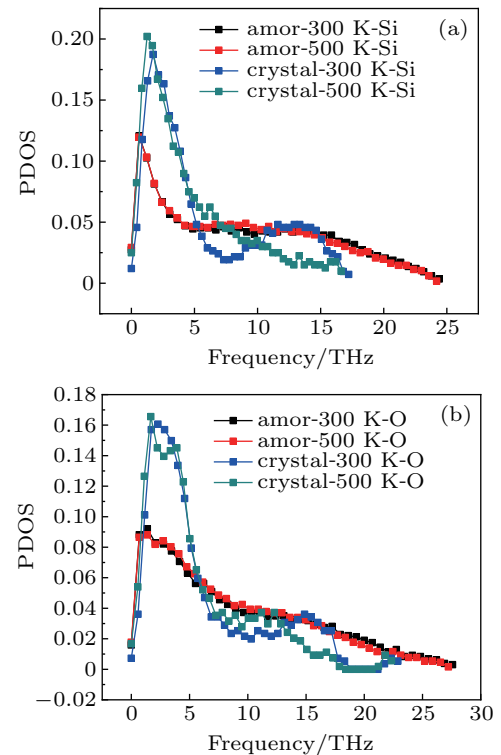 amor-300 K-Si (a)
amor-500 K-Si
crystal-300 K-Si
crystal-500 K-Si
0.20
0.15
0.10
0.05
0
PDOS
0 5 10 15 20 25
Frequency/THz
0.18
0.16
0.14
0.12
0.10
0.08
0.06
0.04
0.02
0
-0.02
PDOS
amor-300 K-O (b)
amor-500 K-O
crystal-300 K-O
crystal-500 K-O
0 5 10 15 20 25 30
Frequency/THz